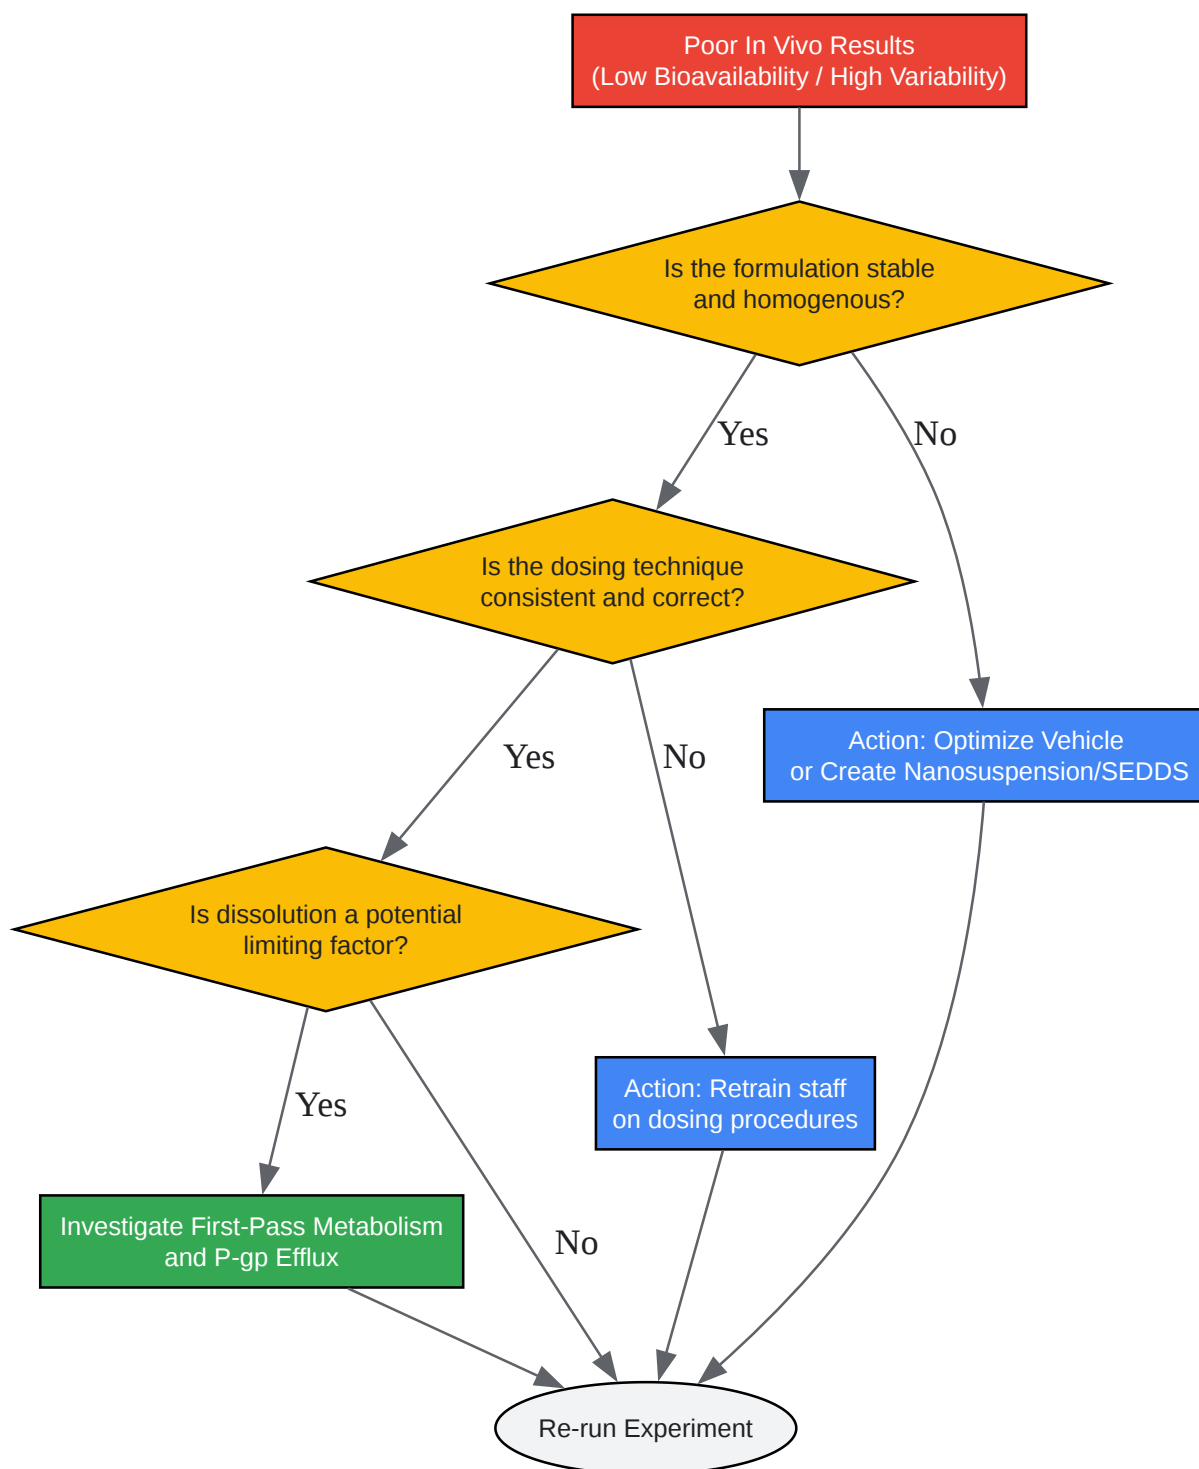 Poor In Vivo Results
(Low Bioavailability / High Variability)
Is the formulation stable
and homogenous?
Yes
No
Is the dosing technique
consistent and correct?
Yes
No
Action: Optimize Vehicle
or Create Nanosuspension/SEDDS
Is dissolution a potential
limiting factor?
Yes
No
Action: Retrain staff
on dosing procedures
Investigate First-Pass Metabolism
and P-gp Efflux
Re-run Experiment